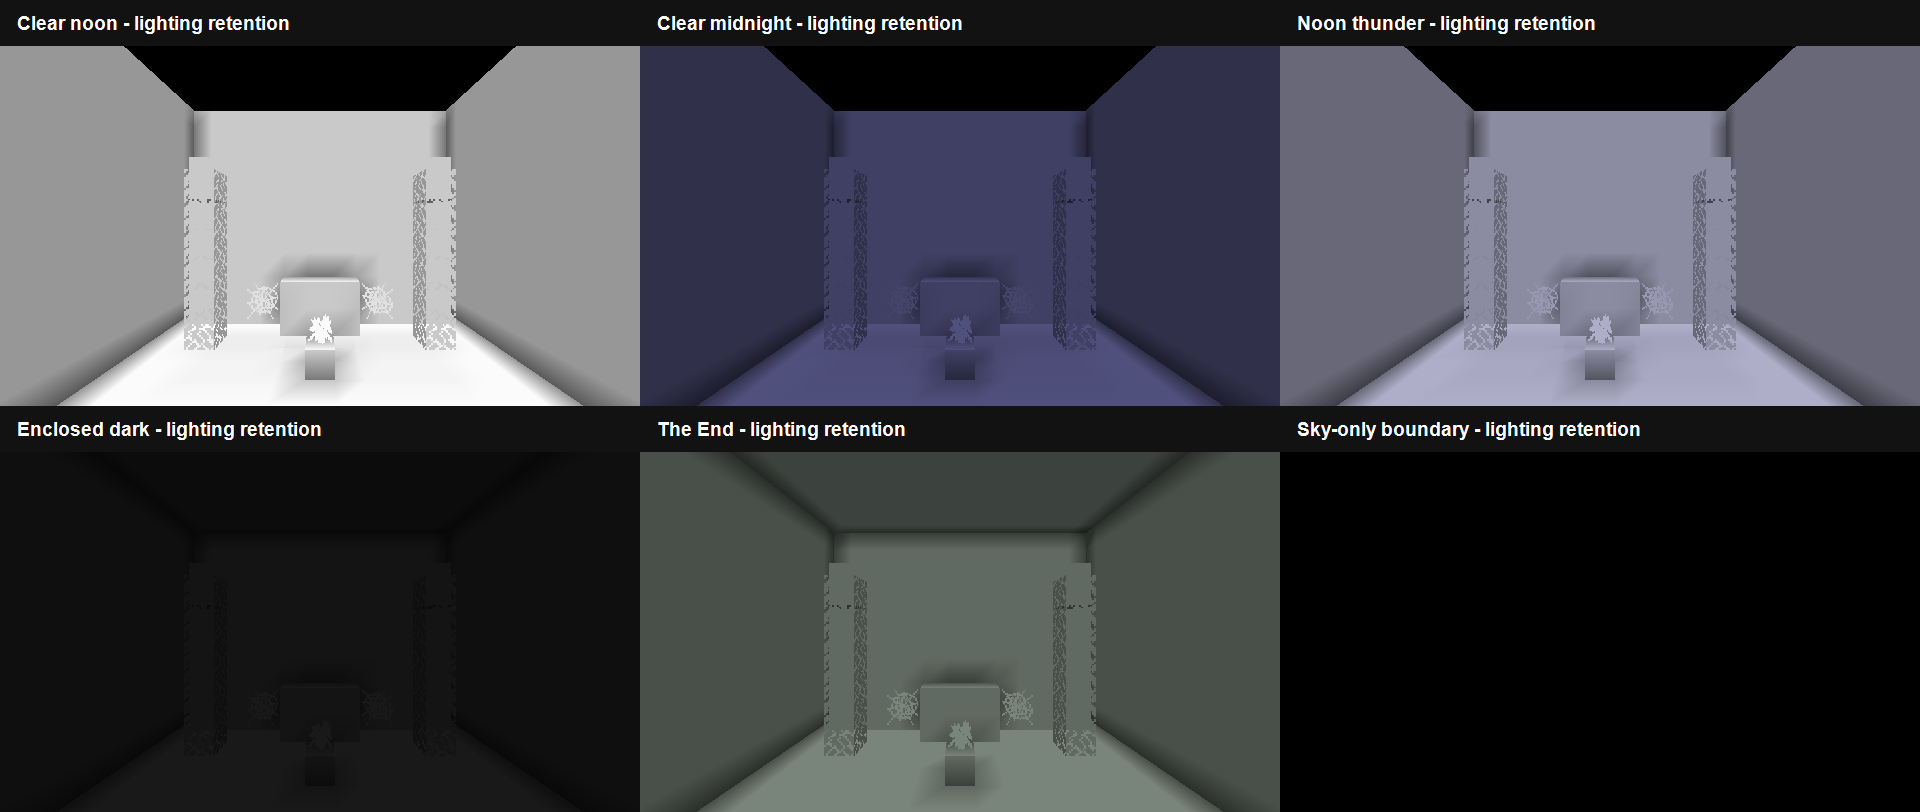 Clear noon - lighting retention
Clear midnight - lighting retention
Noon thunder - lighting retention
Enclosed dark - lighting retention
The End - lighting retention
Sky-only boundary - lighting retention